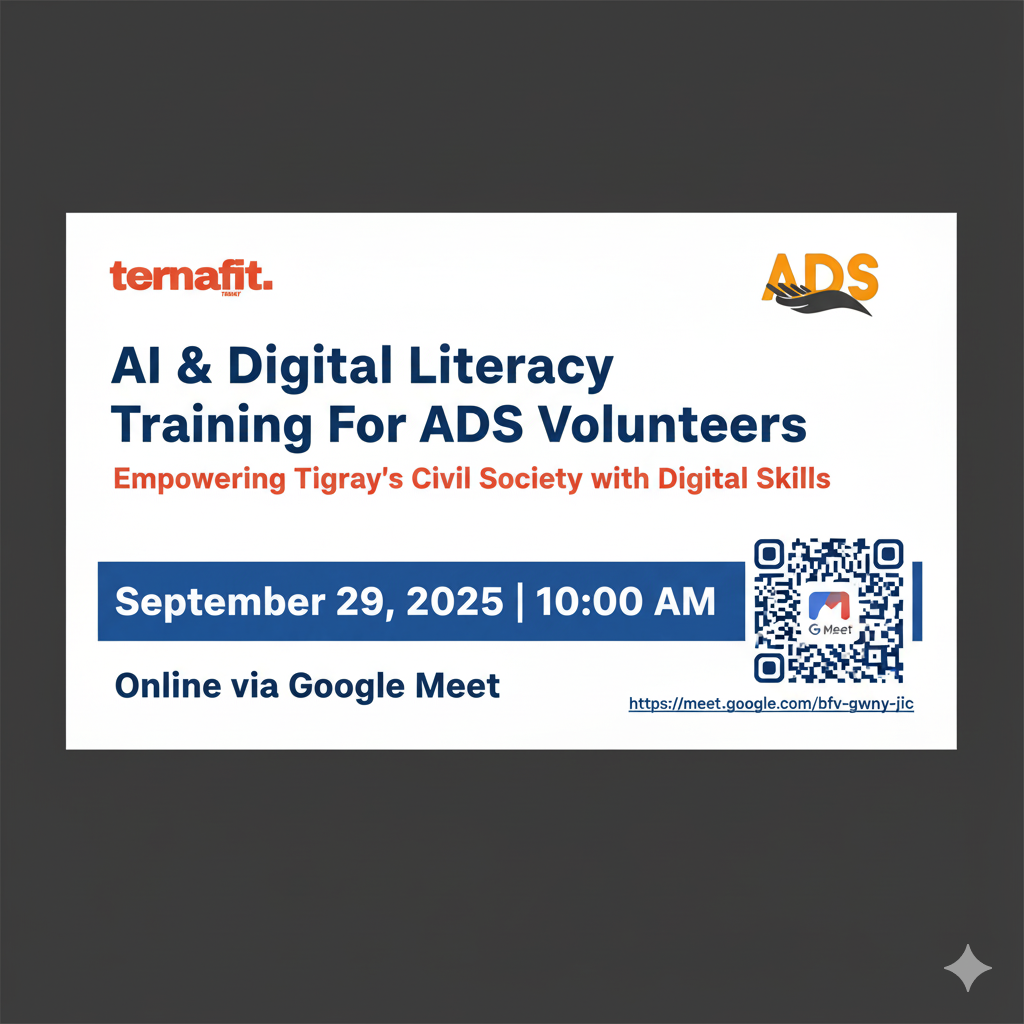 ternafit.
ADS
AI & Digital Literacy
Training For ADS Volunteers
Empowering Tigray's Civil Society with Digital Skills
September 29, 2025 | 10:00 AM
G Meet
Online via Google Meet
https://meet.google.com/bfv-gwny-jic